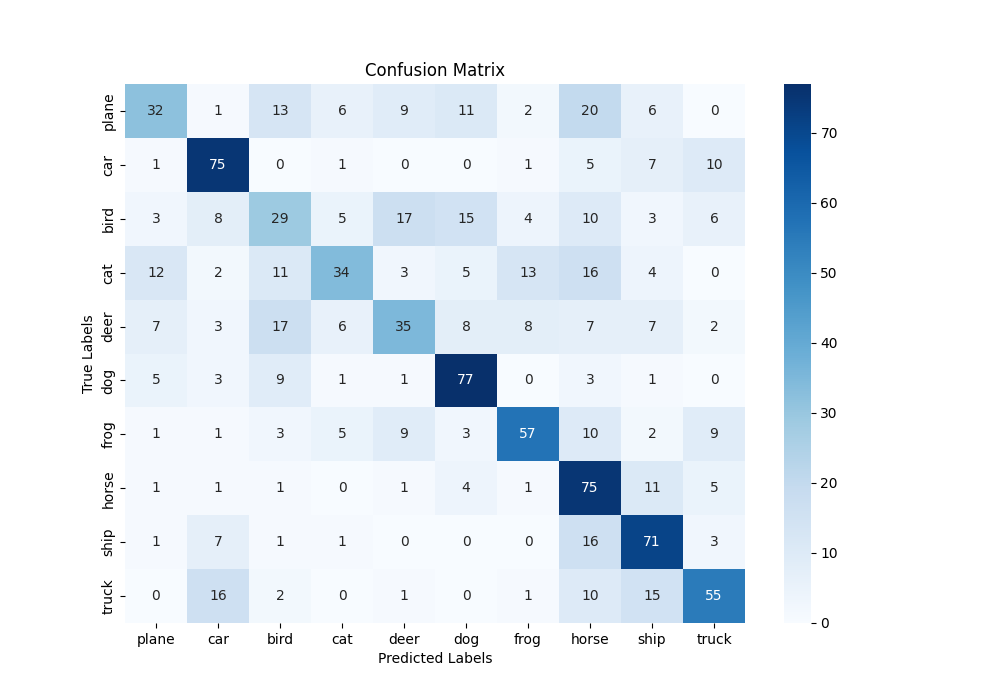 Confusion Matrix
plane 32 1 13 6 9 11 2 20 6 0
car 1 75 0 1 0 0 1 5 7 10
bird 3 8 29 5 17 15 4 10 3 6
cat 12 2 11 34 3 5 13 16 4 0
deer 7 3 17 6 35 8 8 7 7 2
dog 5 3 9 1 1 77 0 3 1 0
frog 1 1 3 5 9 3 57 10 2 9
horse 1 1 1 0 1 4 1 75 11 5
ship 1 7 1 1 0 0 0 16 71 3
truck 0 16 2 0 1 0 1 10 15 55
plane car bird cat deer dog frog horse ship truck
Predicted Labels
True Labels
70
60
50
40
30
20
10
0